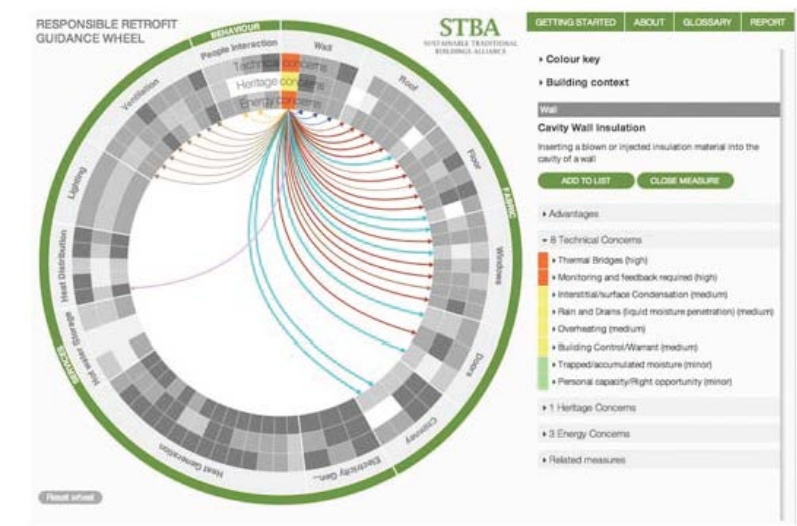 RESPONSIBLE RETROFIT
GUIDANCE WHEEL
STBA
SUSTAINABLE TRADITIONAL
BUILDINGS ALLIANCE
GETTING STARTED
ABOUT
GLOSSARY
REPORT
BEHAVIOUR
People Interaction
Wall
Technical concerns
Heritage concerns
Energy concerns
Ventilation
Roof
Lighting
Floor
FABRIC
Heat Distribution
Windows
Hot water Storage
SERVICES
Doors
Chimney
Heat Generation
Electricity Gen...
Reset wheel
Colour key
Building context
Wall
Cavity Wall Insulation
Inserting a blown or injected insulation material into the
cavity of a wall
ADD TO LIST
CLOSE MEASURE
Advantages
8 Technical Concerns
Thermal Bridges (high)
Monitoring and feedback required (high)
Interstitial/surface Condensation (medium)
Rain and Drains (liquid moisture penetration) (medium)
Overheating (medium)
Building Control/Warrant (medium)
Trapped/accumulated moisture (minor)
Personal capacity/Right opportunity (minor)
1 Heritage Concerns
3 Energy Concerns
Related measures